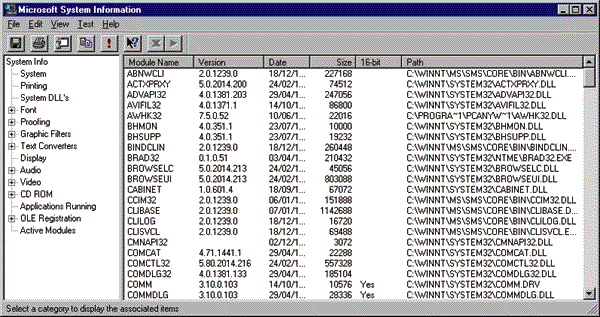 Microsoft System Information
File Edit View Test Help
System Info
System
Printing
System DLL's
Font
Proofing
Graphic Filters
Text Converters
Display
Audio
Video
CD ROM
Applications Running
OLE Registration
Active Modules
Module Name Version Date Size 16-bit Path
ABNWCLI 2.0.1239.0 18/12/1... 227168 C:\WINNT\MS\SMS\CORE\BIN\ABNWCLI....
ACTXPRXY 5.0.2014.200 24/02/1... 74512 C:\WINNT\SYSTEM32\ACTXPRXY.DLL
ADVAPI32 4.0.1381.203 25/04/1... 247056 C:\WINNT\SYSTEM32\ADVAPI32.DLL
AVIFIL32 4.0.1371.1 14/10/1... 86800 C:\WINNT\SYSTEM32\AVIFIL32.DLL
AWHK32 7.5.0.52 10/06/1... 22016 C:\PROGRA~1\PCANYW~1\AWHK32.DLL
BHMON 4.0.351.1 23/07/1... 10000 C:\WINNT\SYSTEM32\BHMON.DLL
BHSUPP 4.0.351.1 23/07/1... 19232 C:\WINNT\SYSTEM32\BHSUPP.DLL
BINDCLIN 2.0.1239.0 18/12/1... 260448 C:\WINNT\MS\SMS\CORE\BIN\BINDCLIN....
BRAD32 0.1.0.51 03/04/1... 210432 C:\WINNT\SYSTEM32\NTME\BRAD32.EXE
BROWSELC 5.0.2014.213 24/02/1... 45056 C:\WINNT\SYSTEM32\BROWSELC.DLL
BROWSEUI 5.0.2014.213 24/02/1... 803088 C:\WINNT\SYSTEM32\BROWSEUI.DLL
CABINET 1.0.601.4 18/09/1... 67072 C:\WINNT\SYSTEM32\CABINET.DLL
CCIM32 2.0.1239.0 06/01/1... 151888 C:\WINNT\MS\SMS\CORE\BIN\CCIM32.DLL
CLIBASE 2.0.1239.0 07/01/1... 1142688 C:\WINNT\MS\SMS\CORE\BIN\CLIBASE.D...
CLILOG 2.0.1239.0 18/12/1... 16720 C:\WINNT\MS\SMS\CORE\BIN\CLILOG.DLL
CLISVCL 2.0.1239.0 18/12/1... 69488 C:\WINNT\MS\SMS\CORE\BIN\CLISVCL.D...
CMNAPI32 02/12/1... 3072 C:\WINNT\SYSTEM32\CMNAPI32.DLL
COMCAT 4.71.1441.1 29/04/1... 22288 C:\WINNT\SYSTEM32\COMCAT.DLL
COMCTL32 5.80.2014.216 24/02/1... 557328 C:\WINNT\SYSTEM32\COMCTL32.DLL
COMDLG32 4.0.1381.133 29/04/1... 185104 C:\WINNT\SYSTEM32\COMDLG32.DLL
COMM 3.10.0.103 14/10/1... 10576 Yes C:\WINNT\SYSTEM32\COMM.DRV
COMMDLG 3.10.0.103 29/04/1... 28336 Yes C:\WINNT\SYSTEM32\COMMDLG.DLL
Select a category to display the associated items